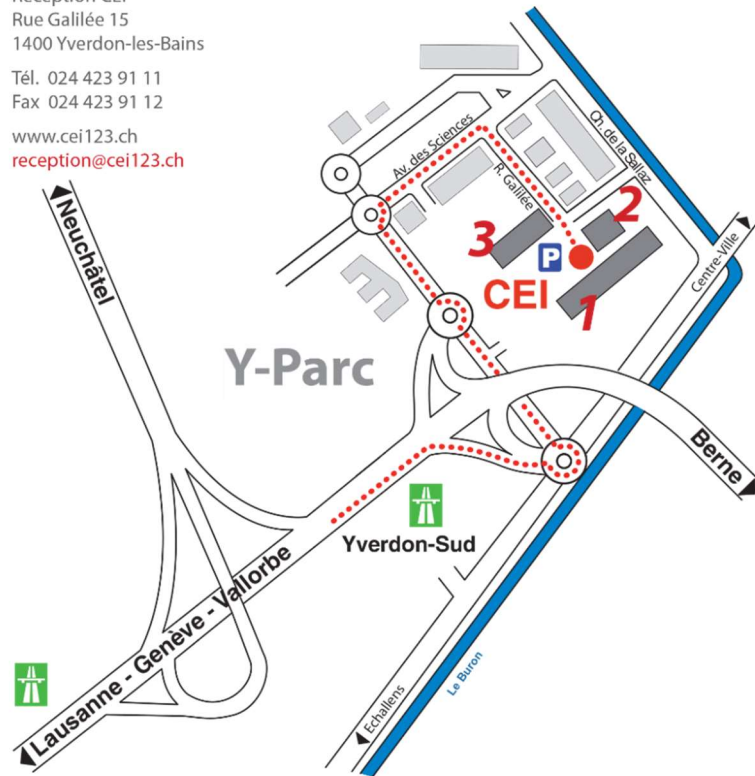 Réception CEI
Rue Galilée 15
1400 Yverdon-les-Bains
Tél. 024 423 91 11
Fax 024 423 91 12
www.cei123.ch
reception@cei123.ch
Neuchâtel
Av. des Sciences
R. Galilée
Ch. de la Sallaz
2
3
P
CEI
1
Centre-Ville
Y-Parc
Berne
Yverdon-Sud
Lausanne - Genève - Vallorbe
Le Buron
Echallens